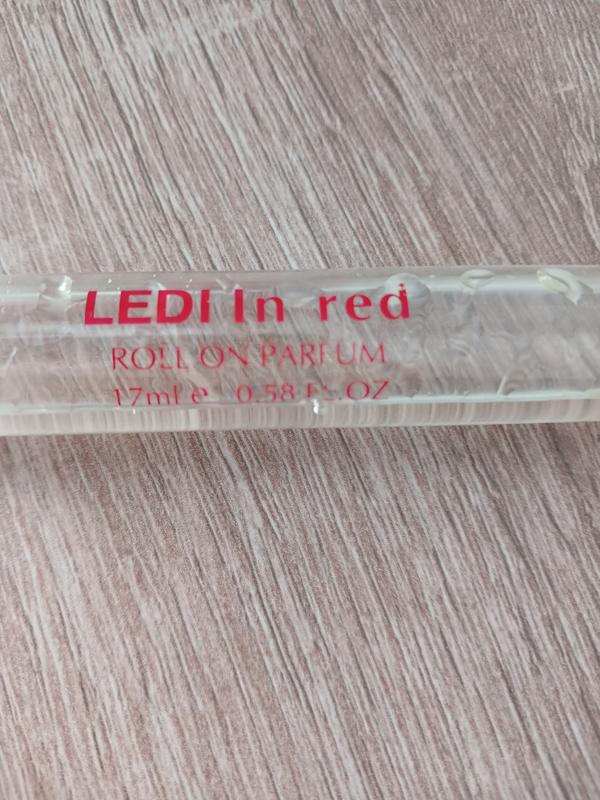 LEDI In red
ROLL ON PARFUM
17ml e 0.58 FL.OZ